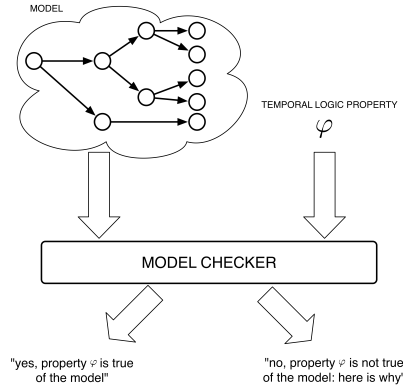 MODEL
TEMPORAL LOGIC PROPERTY
φ
MODEL CHECKER
"yes, property φ is true
of the model"
"no, property φ is not true
of the model: here is why"